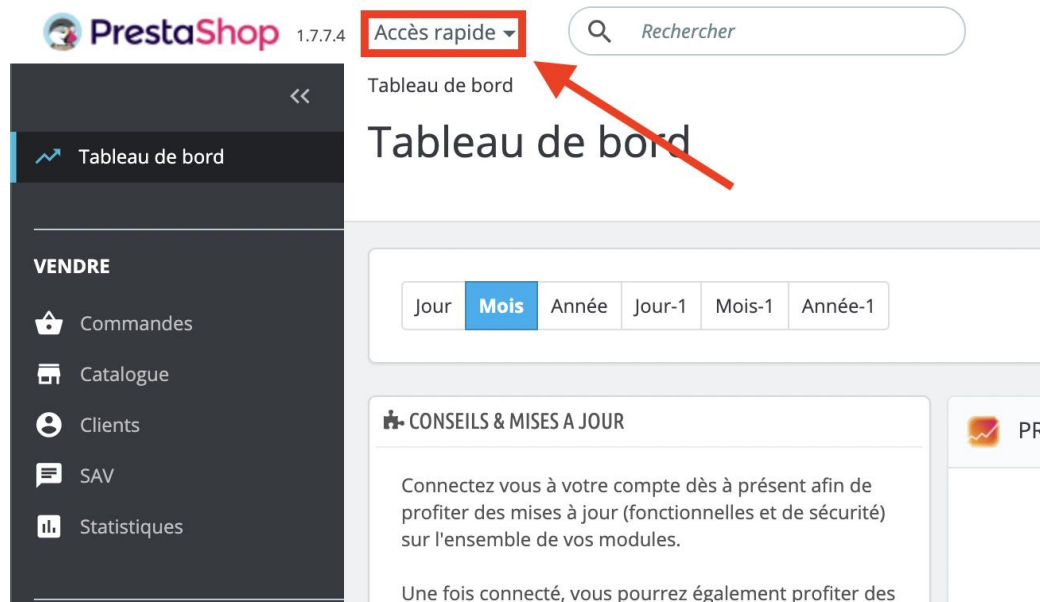 PrestaShop 1.7.7.4 Accès rapide Rechercher
Tableau de bord
Tableau de bord
Tableau de bord
VENDRE
Commandes
Catalogue
Clients
SAV
Statistiques
Jour Mois Année Jour-1 Mois-1 Année-1
CONSEILS & MISES A JOUR
Connectez vous à votre compte dès à présent afin de
profiter des mises à jour (fonctionnelles et de sécurité)
sur l'ensemble de vos modules.
Une fois connecté, vous pourrez également profiter des